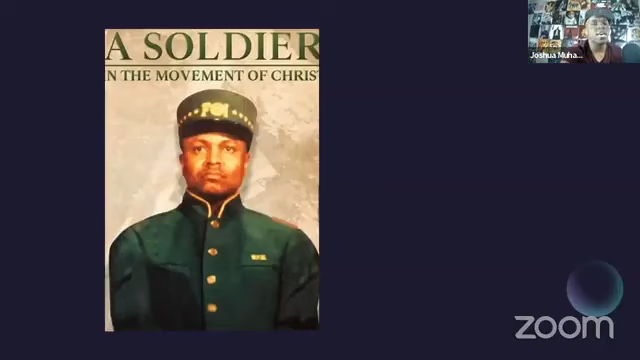 A SOLDIER
IN THE MOVEMENT OF CHRIST
FOI
Joshua Muha...
zoom